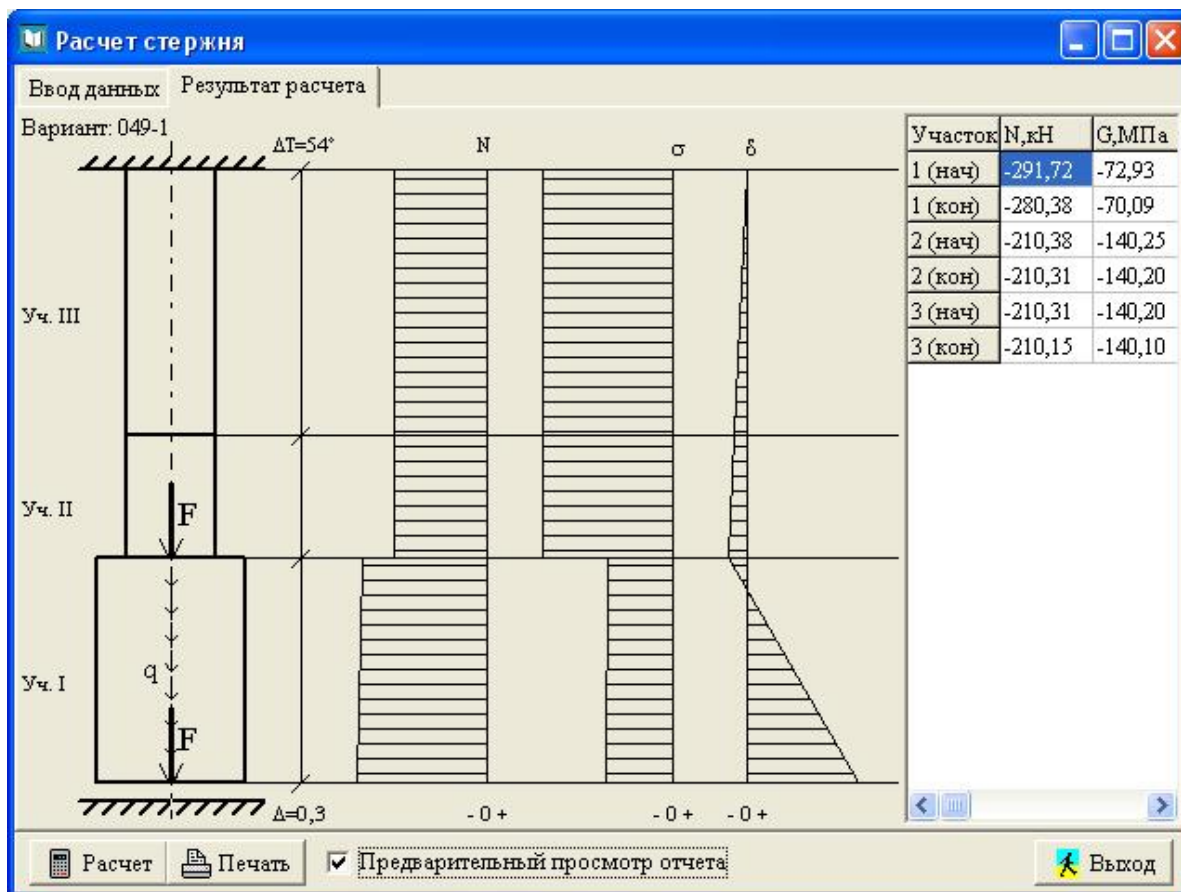 Расчет стержня
Ввод данных Результат расчета
Вариант: 049-1
ΔT=54° N σ δ
Уч. III
Уч. II
F
q
Уч. I
F
Δ=0,3 - 0 + - 0 + - 0 +
Участок N,кН G,МПа
1 (нач) -291,72 -72,93
1 (кон) -280,38 -70,09
2 (нач) -210,38 -140,25
2 (кон) -210,31 -140,20
3 (нач) -210,31 -140,20
3 (кон) -210,15 -140,10
Расчет Печать Предварительный просмотр отчета Выход